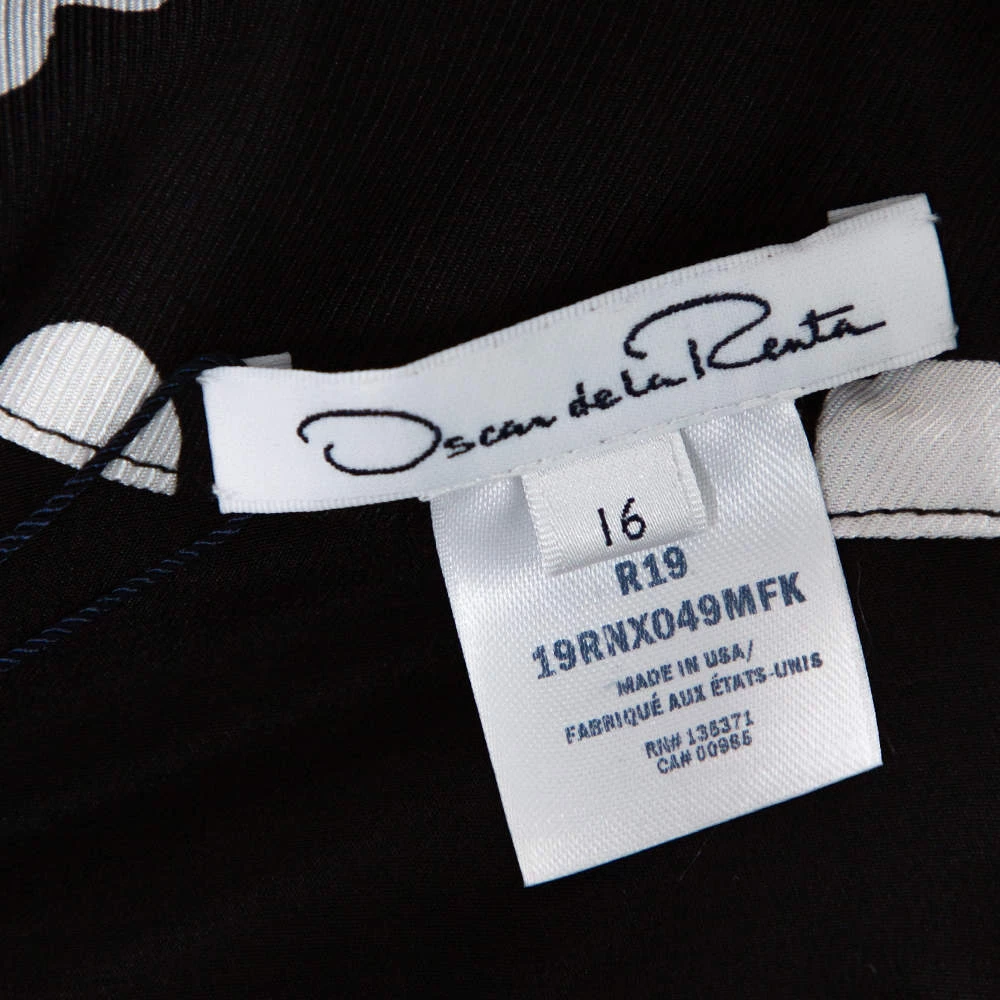 Oscar de la Renta
16
R19
19RNX049MFK
MADE IN USA/
FABRIQUÉ AUX ÉTATS-UNIS
RN# 136371
CA# 00965